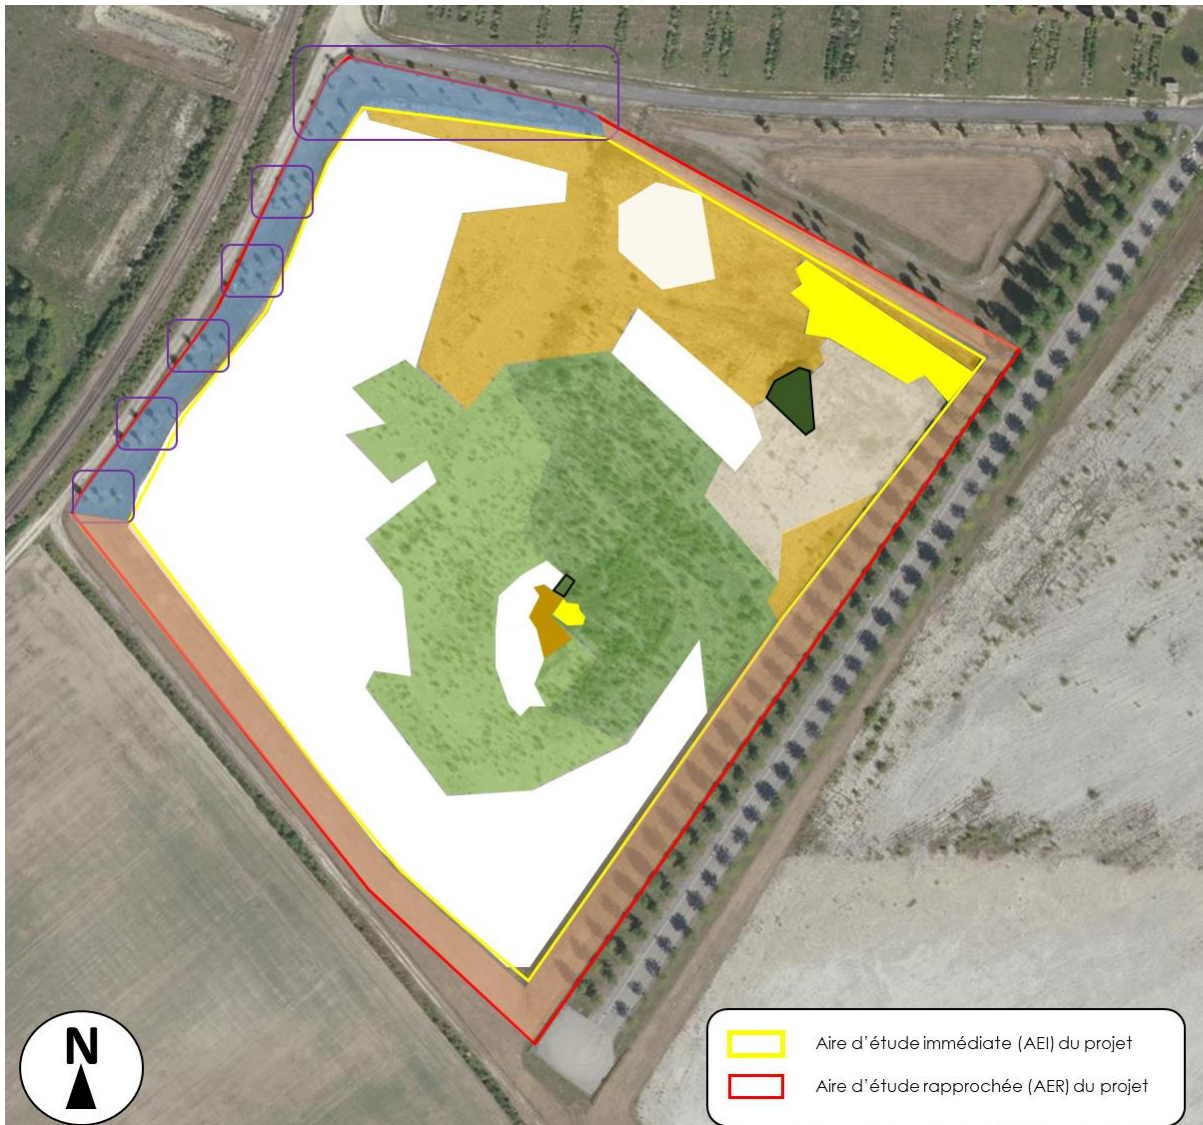 N
Aire d'étude immédiate (AEI) du projet
Aire d'étude rapprochée (AER) du projet